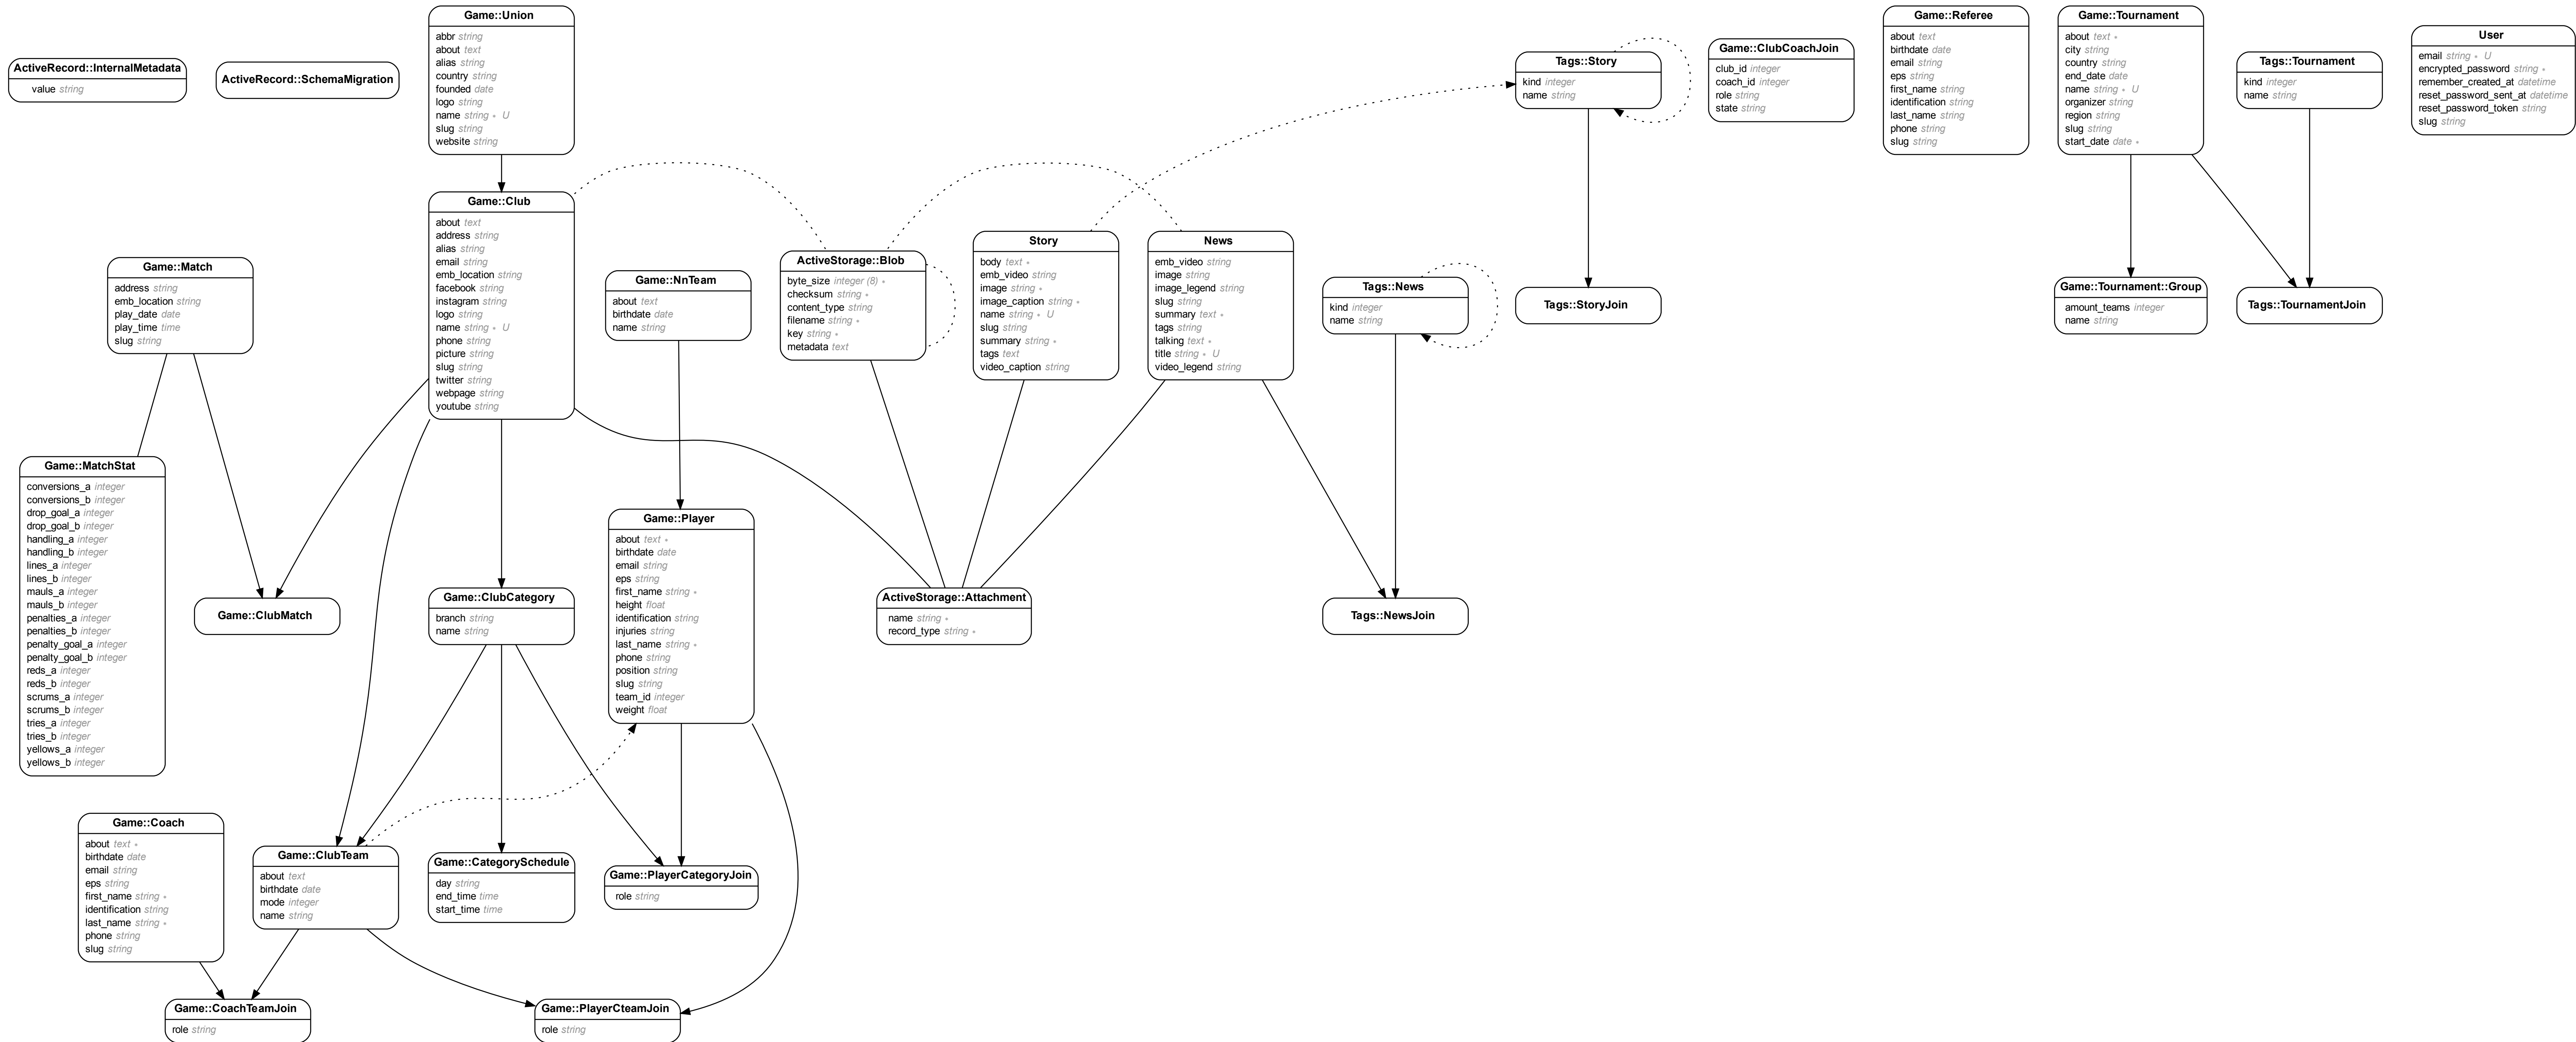 ActiveRecord::InternalMetadata
value string
ActiveRecord::SchemaMigration
Game::Union
abbr string
about text
alias string
country string
founded date
logo string
name string ∗ U
slug string
website string
Game::Club
about text
address string
alias string
email string
emb_location string
facebook string
instagram string
logo string
name string ∗ U
phone string
picture string
slug string
twitter string
webpage string
youtube string
Game::Match
address string
emb_location string
play_date date
play_time time
slug string
Game::MatchStat
conversions_a integer
conversions_b integer
drop_goal_a integer
drop_goal_b integer
handling_a integer
handling_b integer
lines_a integer
lines_b integer
mauls_a integer
mauls_b integer
penalties_a integer
penalties_b integer
penalty_goal_a integer
penalty_goal_b integer
reds_a integer
reds_b integer
scrums_a integer
scrums_b integer
tries_a integer
tries_b integer
yellows_a integer
yellows_b integer
Game::ClubMatch
Game::ClubCategory
branch string
name string
Game::NnTeam
about text
birthdate date
name string
Game::Player
about text ∗
birthdate date
email string
eps string
first_name string ∗
height float
identification string
injuries string
last_name string ∗
phone string
position string
slug string
team_id integer
weight float
ActiveStorage::Blob
byte_size integer (8) ∗
checksum string ∗
content_type string
filename string ∗
key string ∗
metadata text
Story
body text ∗
emb_video string
image string ∗
image_caption string ∗
name string ∗ U
slug string
summary string ∗
tags text
video_caption string
News
emb_video string
image string
image_legend string
slug string
summary text ∗
tags string
talking text ∗
title string ∗ U
video_legend string
ActiveStorage::Attachment
name string ∗
record_type string ∗
Tags::News
kind integer
name string
Tags::NewsJoin
Tags::Story
kind integer
name string
Tags::StoryJoin
Game::ClubCoachJoin
club_id integer
coach_id integer
role string
state string
Game::Referee
about text
birthdate date
email string
eps string
first_name string
identification string
last_name string
phone string
slug string
Game::Tournament
about text ∗
city string
country string
end_date date
name string ∗ U
organizer string
region string
slug string
start_date date ∗
Game::Tournament::Group
amount_teams integer
name string
Tags::Tournament
kind integer
name string
Tags::TournamentJoin
User
email string ∗ U
encrypted_password string ∗
remember_created_at datetime
reset_password_sent_at datetime
reset_password_token string
slug string
Game::Coach
about text ∗
birthdate date
email string
eps string
first_name string ∗
identification string
last_name string ∗
phone string
slug string
Game::ClubTeam
about text
birthdate date
mode integer
name string
Game::CategorySchedule
day string
end_time time
start_time time
Game::PlayerCategoryJoin
role string
Game::CoachTeamJoin
role string
Game::PlayerCteamJoin
role string